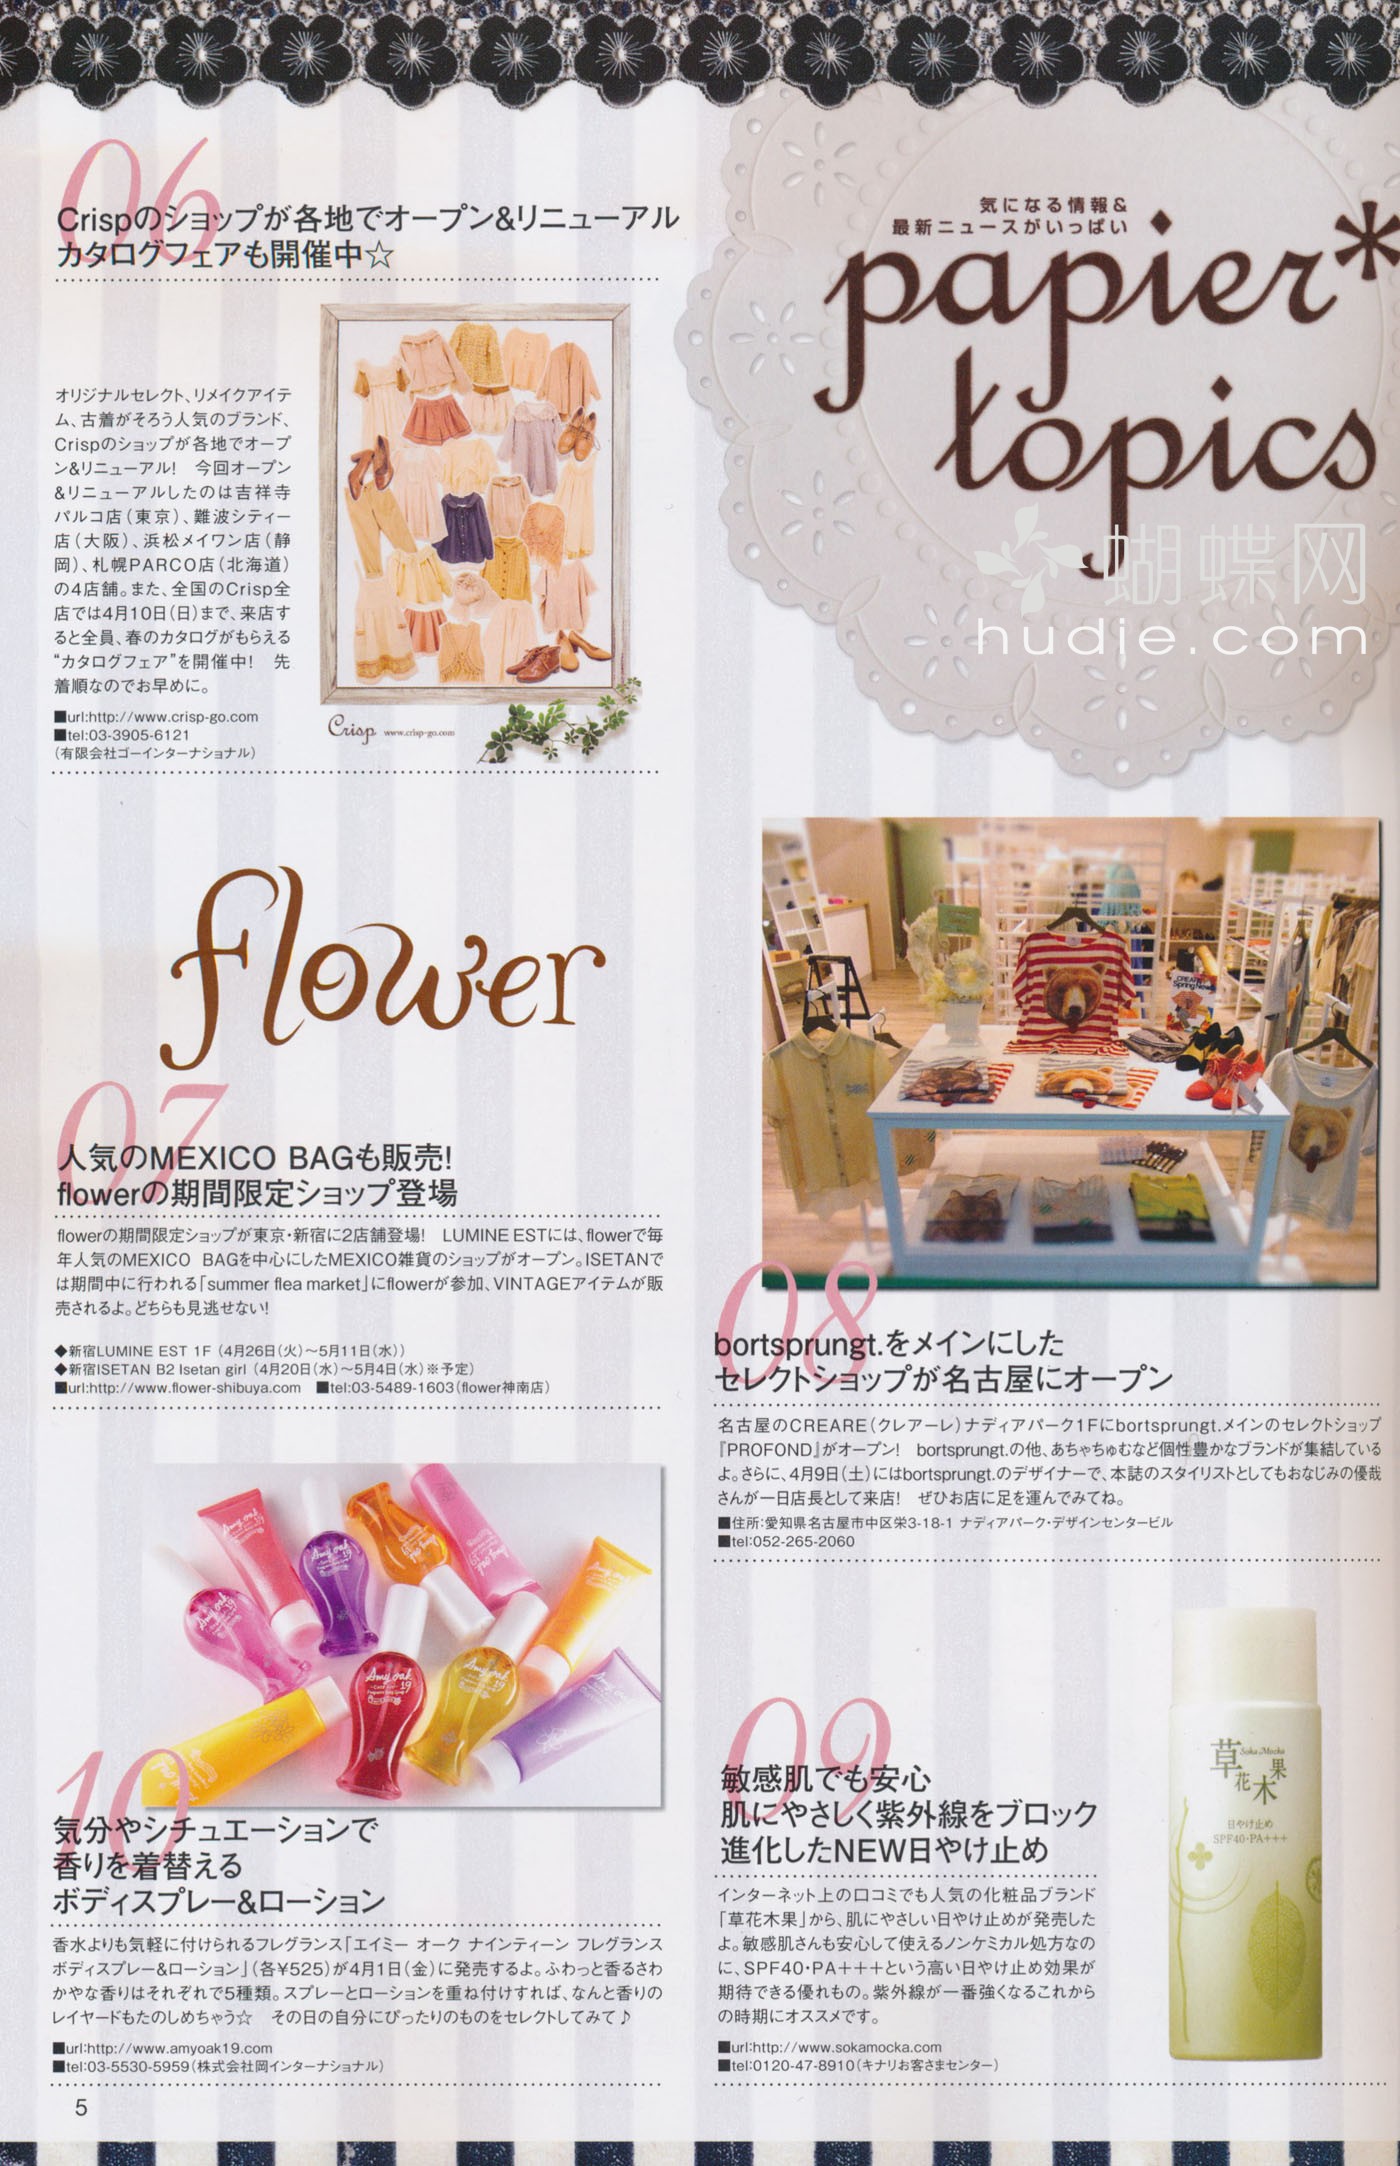 06
Crispのショップが各地でオープン&リニューアル
カタログフェアも開催中☆
オリジナルセレクト、リメイクアイテ
ム、古着がそろう人気のブランド、
Crispのショップが各地でオープ
ン&リニューアル!　今回オープン
&リニューアルしたのは吉祥寺
パルコ店(東京)、難波シティー
店(大阪)、浜松メイワン店(静
岡)、札幌PARCO店(北海道)
の4店舗。また、全国のCrisp全
店では4月10日(日)まで、来店す
ると全員、春のカタログがもらえる
“カタログフェア”を開催中!　先
着順なのでお早めに。
■url:http://www.crisp-go.com
■tel:03-3905-6121
(有限会社ゴーインターナショナル)
Crisp www.crisp-go.com
気になる情報&
最新ニュースがいっぱい
papier*
topics
蝴蝶网
hudie.com
flower
07
人気のMEXICO BAGも販売!
flowerの期間限定ショップ登場
flowerの期間限定ショップが東京・新宿に2店舗登場!　LUMINE ESTには、flowerで毎
年人気のMEXICO BAGを中心にしたMEXICO雑貨のショップがオープン。ISETANで
は期間中に行われる「summer flea market」にflowerが参加、VINTAGEアイテムが販
売されるよ。どちらも見逃せない!
◆新宿LUMINE EST 1F (4月26日(火)〜5月11日(水))
◆新宿ISETAN B2 Isetan girl (4月20日(水)〜5月4日(水)※予定)
■url:http://www.flower-shibuya.com ■tel:03-5489-1603(flower神南店)
CREARE
Spring New
08
bortsprungt.をメインにした
セレクトショップが名古屋にオープン
名古屋のCREARE(クレアーレ)ナディアパーク1Fにbortsprungt.メインのセレクトショップ
『PROFOND』がオープン!　bortsprungt.の他、あちゃちゅむなど個性豊かなブランドが集結している
よ。さらに、4月9日(土)にはbortsprungt.のデザイナーで、本誌のスタイリストとしてもおなじみの優哉
さんが一日店長として来店!　ぜひお店に足を運んでみてね。
■住所:愛知県名古屋市中区栄3-18-1 ナディアパーク・デザインセンタービル
■tel:052-265-2060
Amy oak
19
10
気分やシチュエーションで
香りを着替える
ボディスプレー&ローション
香水よりも気軽に付けられるフレグランス「エイミー オーク ナインティーン フレグランス
ボディスプレー&ローション」(各¥525)が4月1日(金)に発売するよ。ふわっと香るさわ
かやな香りはそれぞれで5種類。スプレーとローションを重ね付けすれば、なんと香りの
レイヤードもたのしめちゃう☆　その日の自分にぴったりのものをセレクトしてみて♪
■url:http://www.amyoak19.com
■tel:03-5530-5959(株式会社岡インターナショナル)
09
敏感肌でも安心
肌にやさしく紫外線をブロック
進化したNEW日やけ止め
インターネット上の口コミでも人気の化粧品ブランド
「草花木果」から、肌にやさしい日やけ止めが発売した
よ。敏感肌さんも安心して使えるノンケミカル処方なの
に、SPF40・PA+++という高い日やけ止め効果が
期待できる優れもの。紫外線が一番強くなるこれから
の時期にオススメです。
■url:http://www.sokamocka.com
■tel:0120-47-8910(キナリお客さまセンター)
Soka Mocka
草花木果
日やけ止め
SPF40・PA+++
5